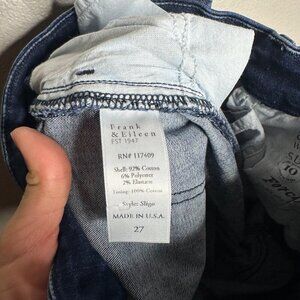 Frank
& Eileen
EST 1947
RN# 137409
Shell: 92% Cotton
6% Polyester
2% Elastane
Lining: 100% Cotton
Style: Sligo
MADE IN U.S.A.
27